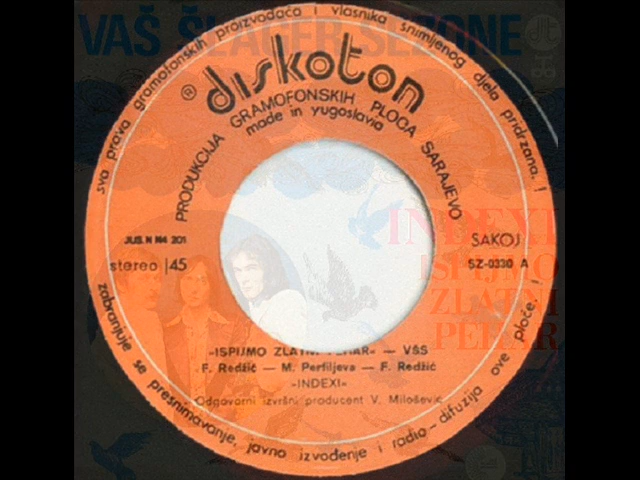 VAŠ ŠLAGER SEZONE
sva prava gramofonskih proizvođača i vlasnika snimljenog djela pridržana.!
® diskoton
PRODUKCIJA GRAMOFONSKIH PLOČA SARAJEVO
made in yugoslavia
JUS.N N4 201
SAKOJ
stereo |45
SZ-0330 A
INDEXI
ISPIJMO
ZLATNI
PEHAR
»ISPIJMO ZLATNI PEHAR« — VŠS
F. Redžić — M. Perfiljeva — F. Redžić
»INDEXI«
Odgovorni izvršni producent V. Milošević
zabranjuje se presnimavanje, javno izvođenje i radio-difuzija ove ploče.!